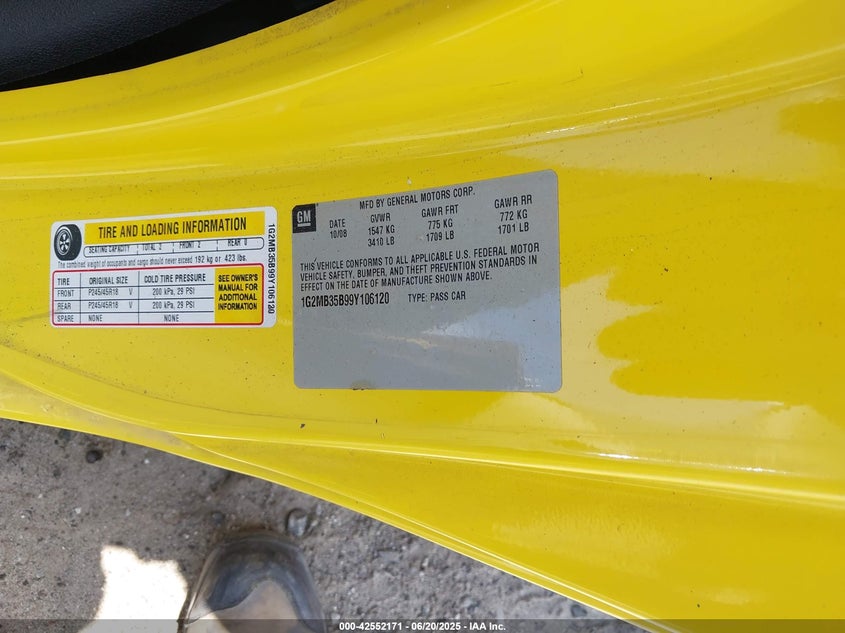 TIRE AND LOADING INFORMATION
SEATING CAPACITY TOTAL 2 FRONT 2 REAR 0
The combined weight of occupants and cargo should never exceed 192 kg or 423 lbs.
TIRE ORIGINAL SIZE COLD TIRE PRESSURE
FRONT P245/45R18 V 200 kPa, 29 PSI
REAR P245/45R18 V 200 kPa, 29 PSI
SPARE NONE NONE
SEE OWNER'S
MANUAL FOR
ADDITIONAL
INFORMATION
1G2MB35B99Y106120
GM
MFD BY GENERAL MOTORS CORP.
DATE GVWR GAWR FRT GAWR RR
10/08 1547 KG 775 KG 772 KG
3410 LB 1709 LB 1701 LB
THIS VEHICLE CONFORMS TO ALL APPLICABLE U.S. FEDERAL MOTOR
VEHICLE SAFETY, BUMPER, AND THEFT PREVENTION STANDARDS IN
EFFECT ON THE DATE OF MANUFACTURE SHOWN ABOVE.
1G2MB35B99Y106120 TYPE: PASS CAR
000-42552171 - 06/20/2025 - IAA Inc.